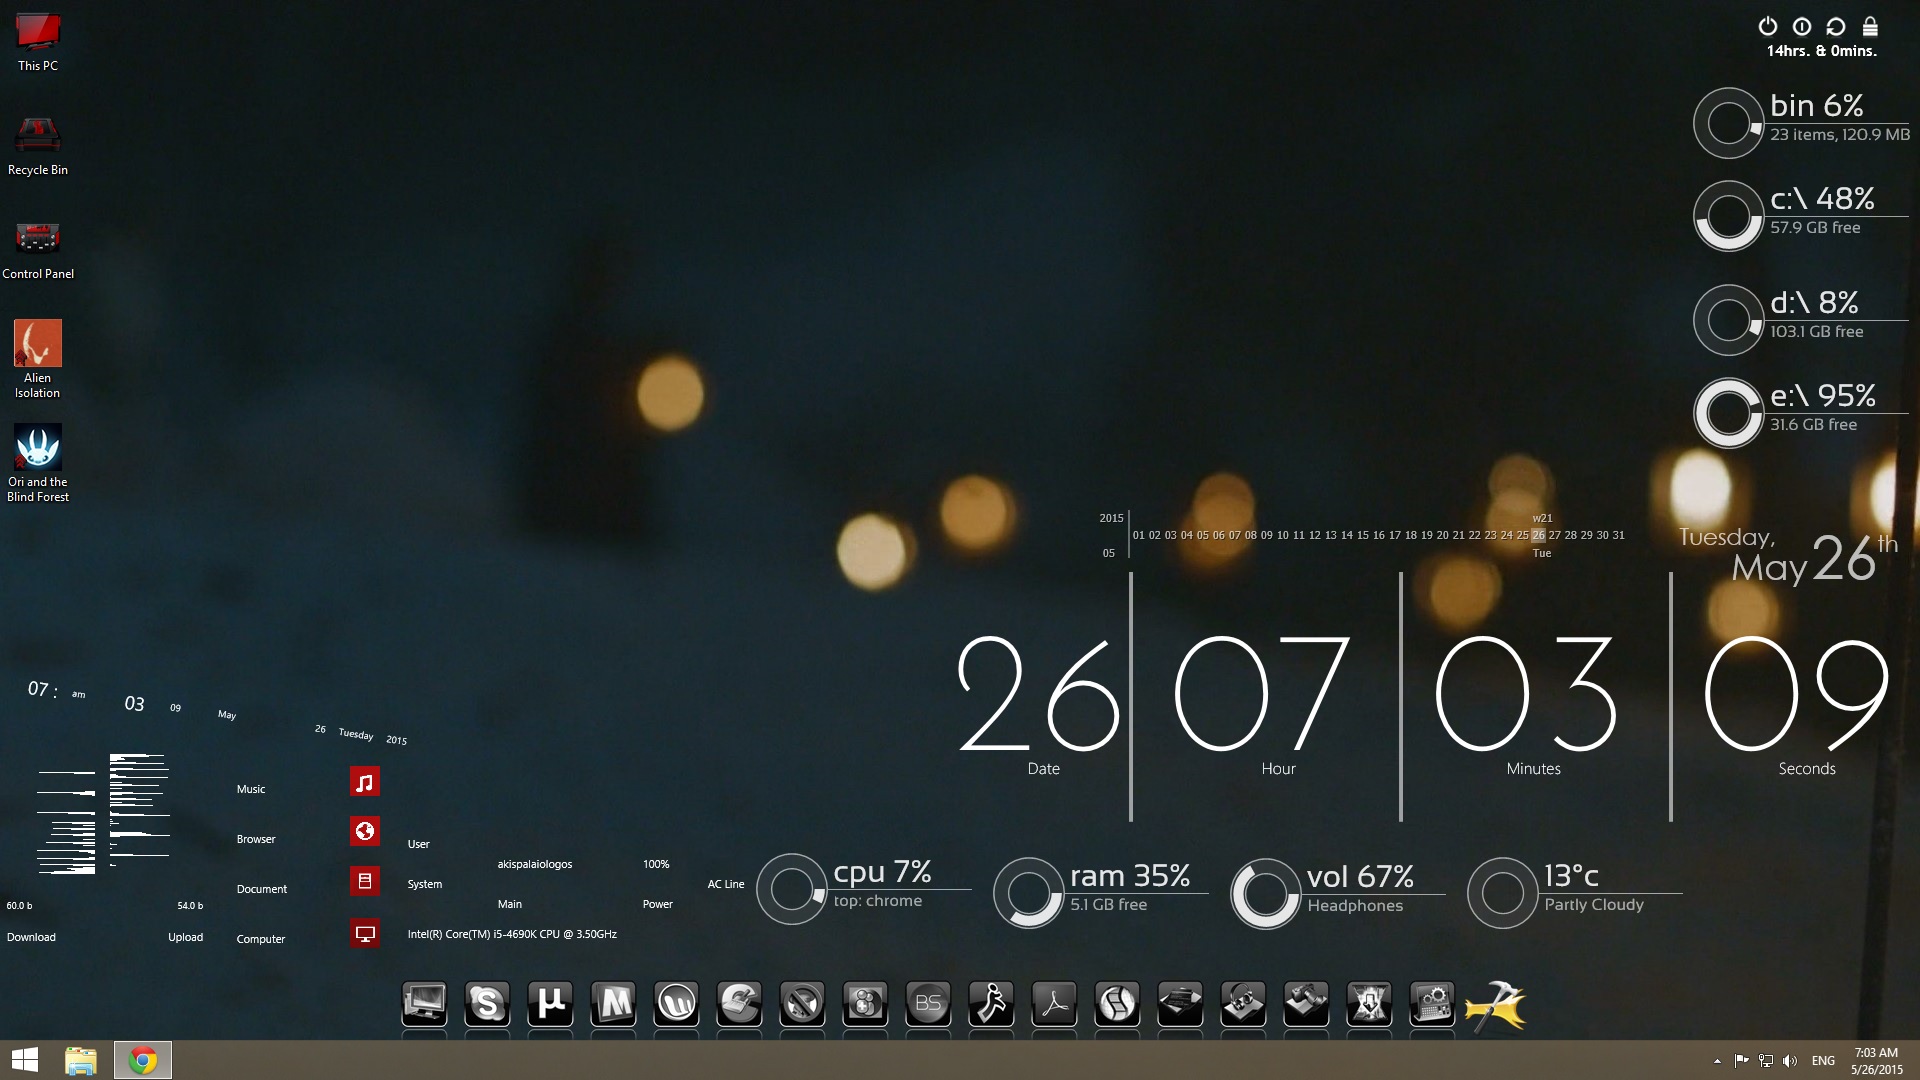 This PC
Recycle Bin
Control Panel
Alien
Isolation
Ori and the
Blind Forest
14hrs. & 0mins.
bin 6%
23 items, 120.9 MB
c:\ 48%
57.9 GB free
d:\ 8%
103.1 GB free
e:\ 95%
31.6 GB free
2015
w21
01 02 03 04 05 06 07 08 09 10 11 12 13 14 15 16 17 18 19 20 21 22 23 24 25 26 27 28 29 30 31
05
Tue
Tuesday,
May 26th
26 07 03 09
Date Hour Minutes Seconds
07 : am 03 09 May
26 Tuesday 2015
Music
Browser
Document
Computer
60.0 b 54.0 b
Download Upload
User
akispalaiologos 100%
System
AC Line
Main Power
Intel(R) Core(TM) i5-4690K CPU @ 3.50GHz
cpu 7%
top: chrome
ram 35%
5.1 GB free
vol 67%
Headphones
13°c
Partly Cloudy
S
µ
M
BS
ENG
7:03 AM
5/26/2015